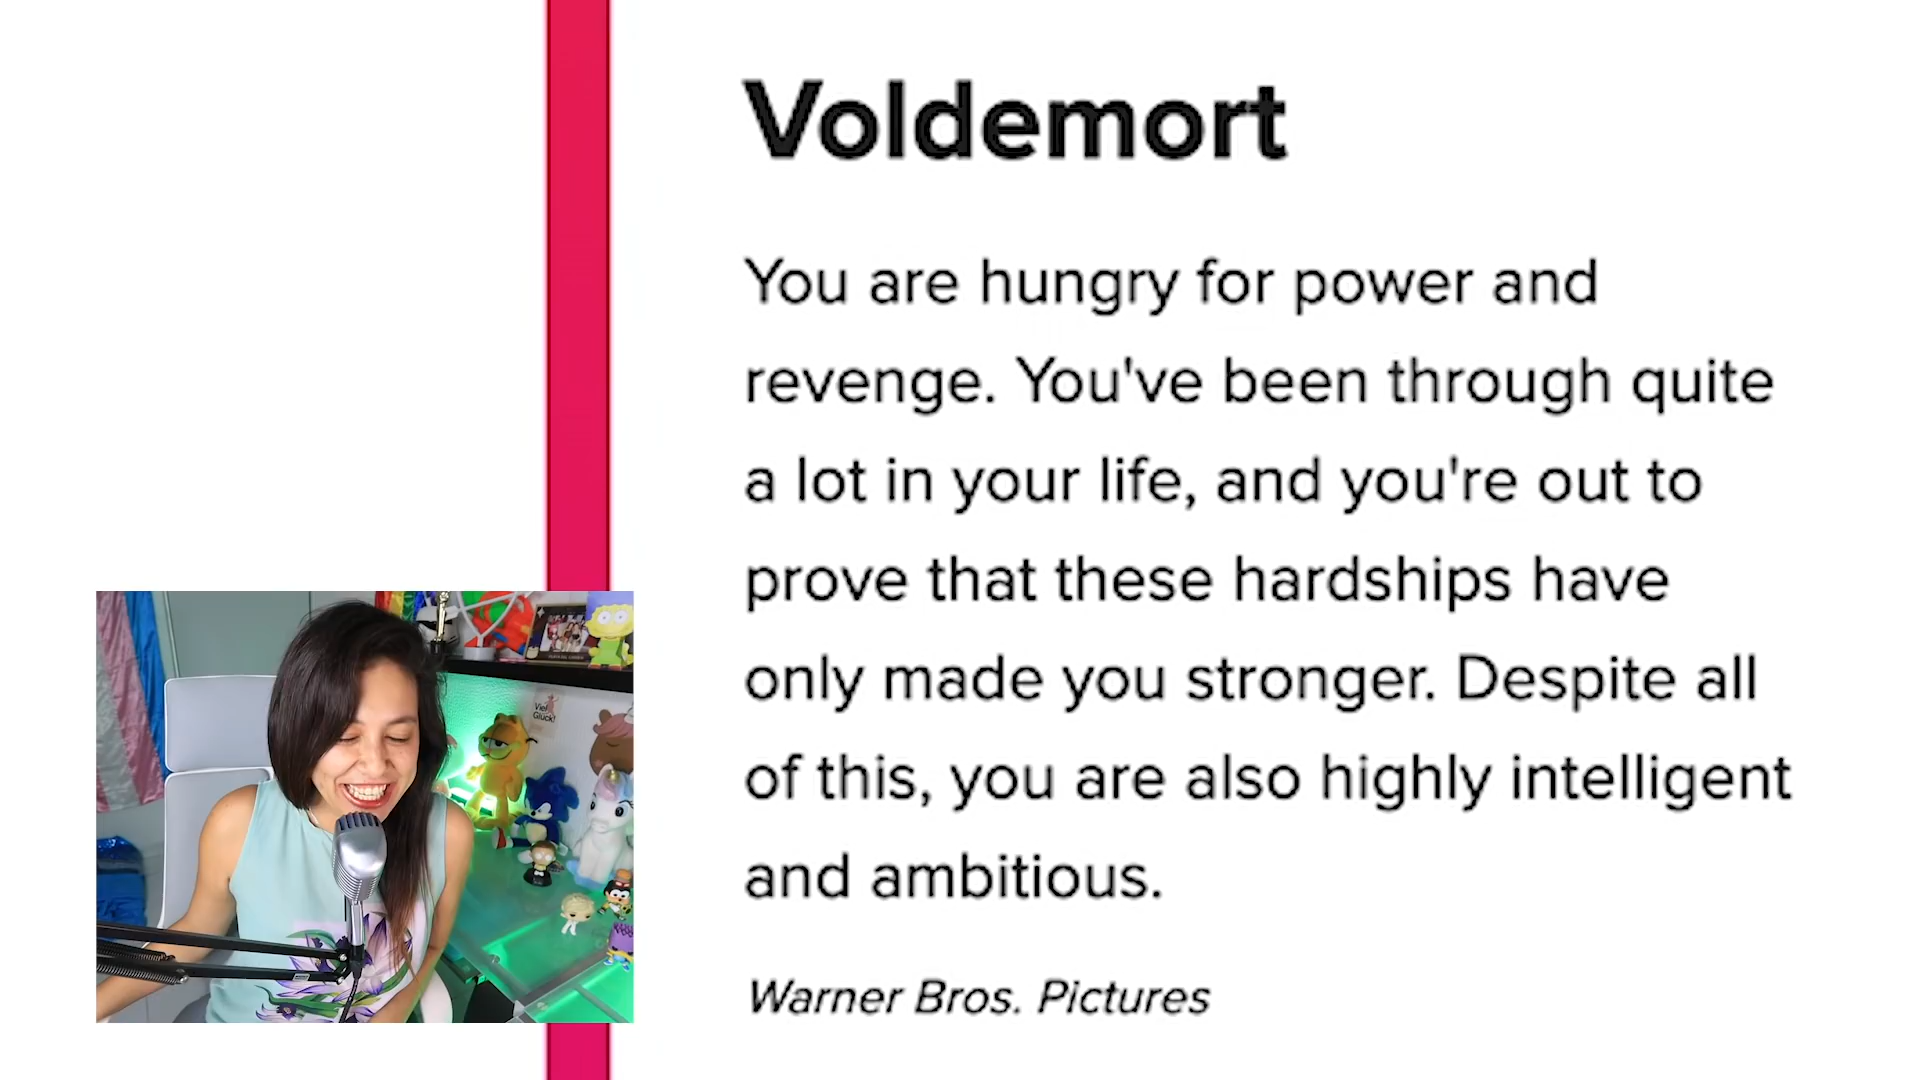 Voldemort
You are hungry for power and
revenge. You've been through quite
a lot in your life, and you're out to
prove that these hardships have
only made you stronger. Despite all
of this, you are also highly intelligent
and ambitious.
Warner Bros. Pictures
Viel
Glück!